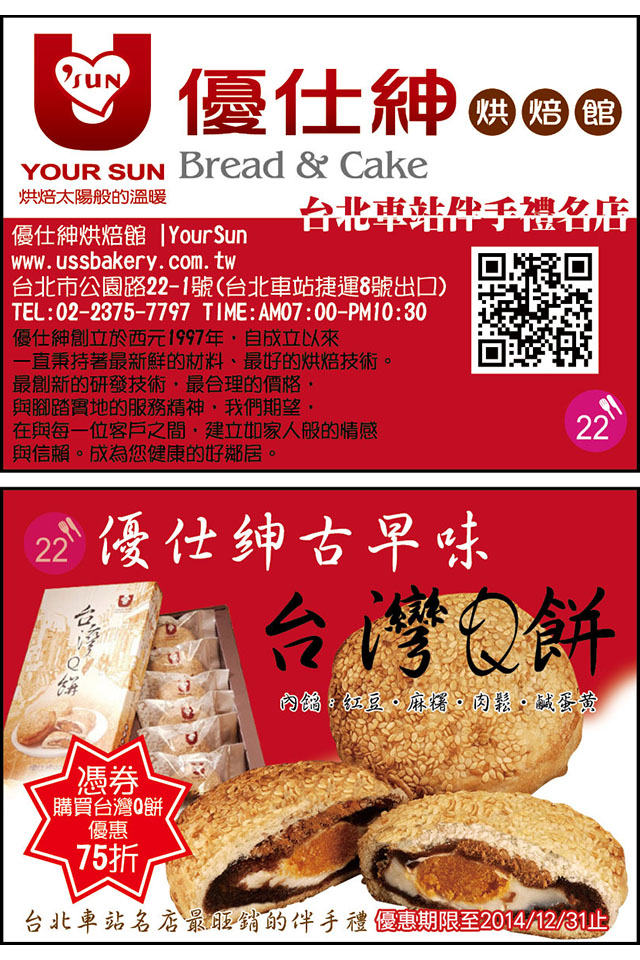 'SUN
YOUR SUN
烘焙太陽般的溫暖
優仕紳 烘焙館
Bread & Cake
台北車站伴手禮名店
優仕紳烘焙館 |YourSun
www.ussbakery.com.tw
台北市公園路22-1號(台北車站捷運8號出口)
TEL:02-2375-7797 TIME:AM07:00-PM10:30
優仕紳創立於西元1997年，自成立以來
一直秉持著最新鮮的材料、最好的烘焙技術。
最創新的研發技術，最合理的價格，
與腳踏實地的服務精神，我們期望，
在與每一位客戶之間，建立如家人般的情感
與信賴。成為您健康的好鄰居。
22
22
優仕紳古早味
台灣Q餅
內餡：紅豆・麻糬・肉鬆・鹹蛋黃
台灣Q餅
憑券
購買台灣Q餅
優惠
75折
台北車站名店最旺銷的伴手禮
優惠期限至2014/12/31止